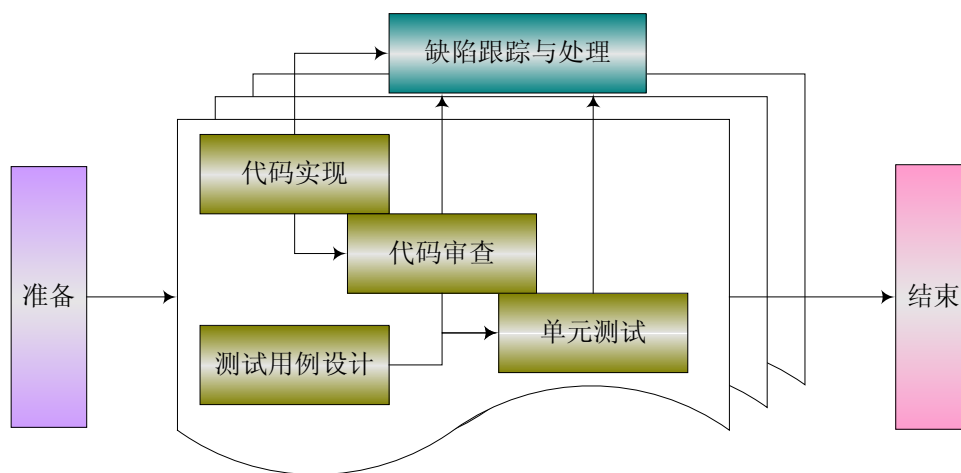 缺陷跟踪与处理
代码实现
代码审查
准备
结束
单元测试
测试用例设计